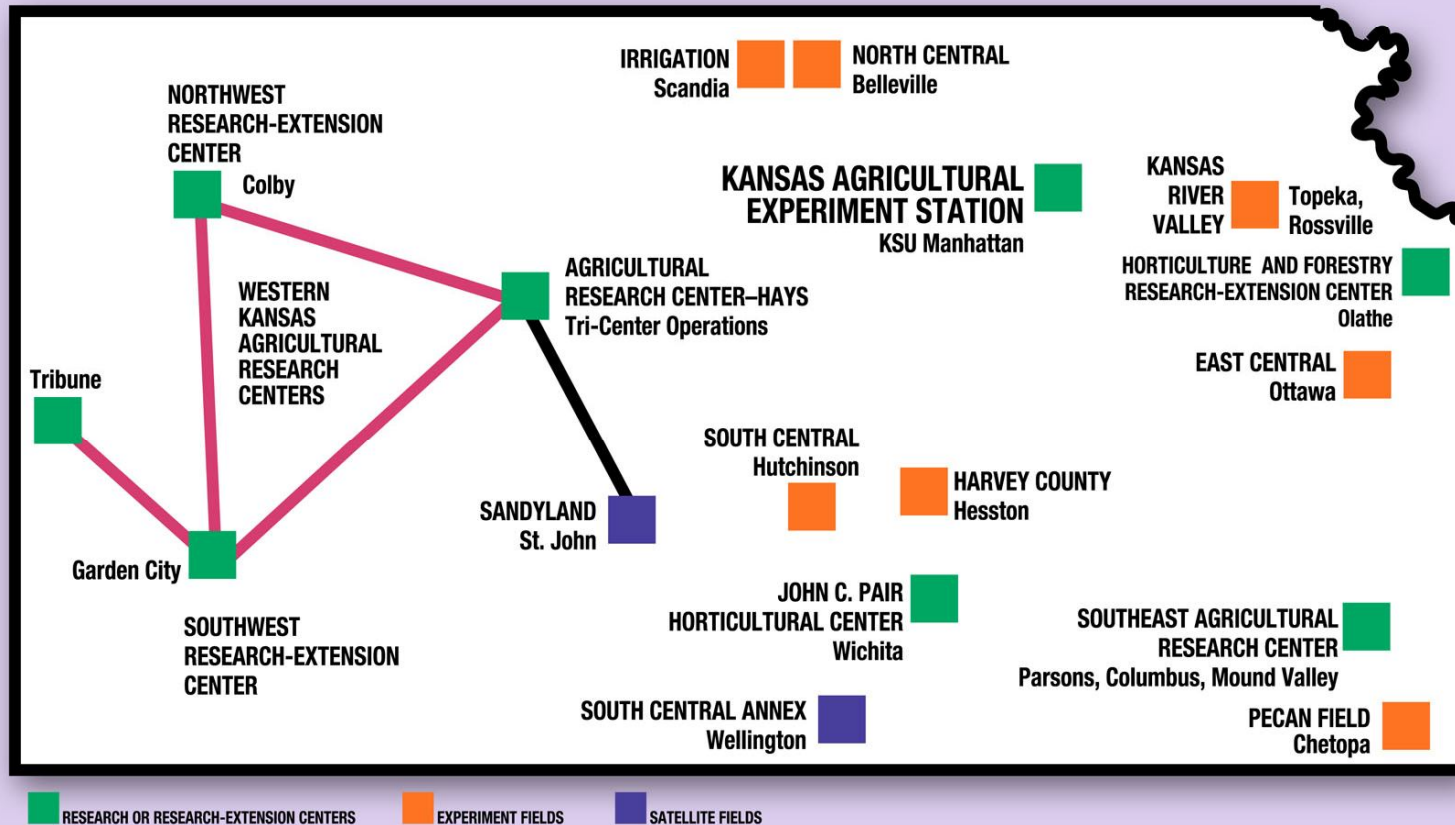 IRRIGATION
Scandia
NORTH CENTRAL
Belleville
NORTHWEST
RESEARCH-EXTENSION
CENTER
Colby
KANSAS AGRICULTURAL
EXPERIMENT STATION
KSU Manhattan
KANSAS
RIVER
VALLEY
Topeka,
Rossville
HORTICULTURE AND FORESTRY
RESEARCH-EXTENSION CENTER
Olathe
AGRICULTURAL
RESEARCH CENTER–HAYS
Tri-Center Operations
WESTERN
KANSAS
AGRICULTURAL
RESEARCH
CENTERS
Tribune
EAST CENTRAL
Ottawa
SOUTH CENTRAL
Hutchinson
HARVEY COUNTY
Hesston
SANDYLAND
St. John
Garden City
SOUTHWEST
RESEARCH-EXTENSION
CENTER
JOHN C. PAIR
HORTICULTURAL CENTER
Wichita
SOUTHEAST AGRICULTURAL
RESEARCH CENTER
Parsons, Columbus, Mound Valley
SOUTH CENTRAL ANNEX
Wellington
PECAN FIELD
Chetopa
RESEARCH OR RESEARCH-EXTENSION CENTERS
EXPERIMENT FIELDS
SATELLITE FIELDS